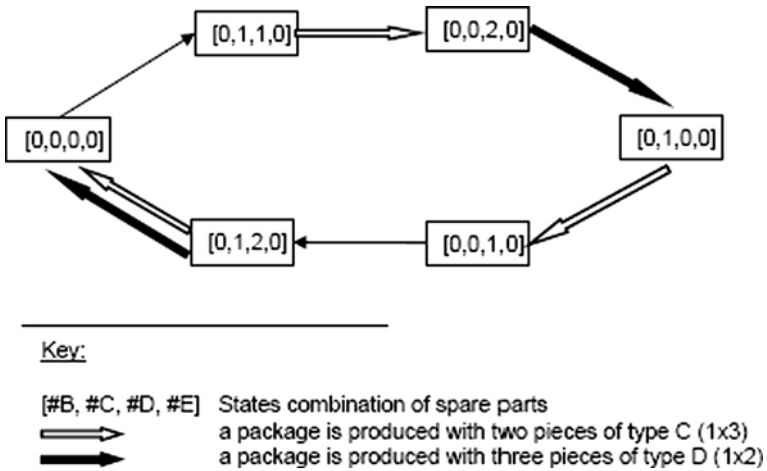 [0,1,1,0]
[0,0,2,0]
[0,0,0,0]
[0,1,0,0]
[0,1,2,0]
[0,0,1,0]
Key:
[#B, #C, #D, #E] States combination of spare parts
a package is produced with two pieces of type C (1x3)
a package is produced with three pieces of type D (1x2)